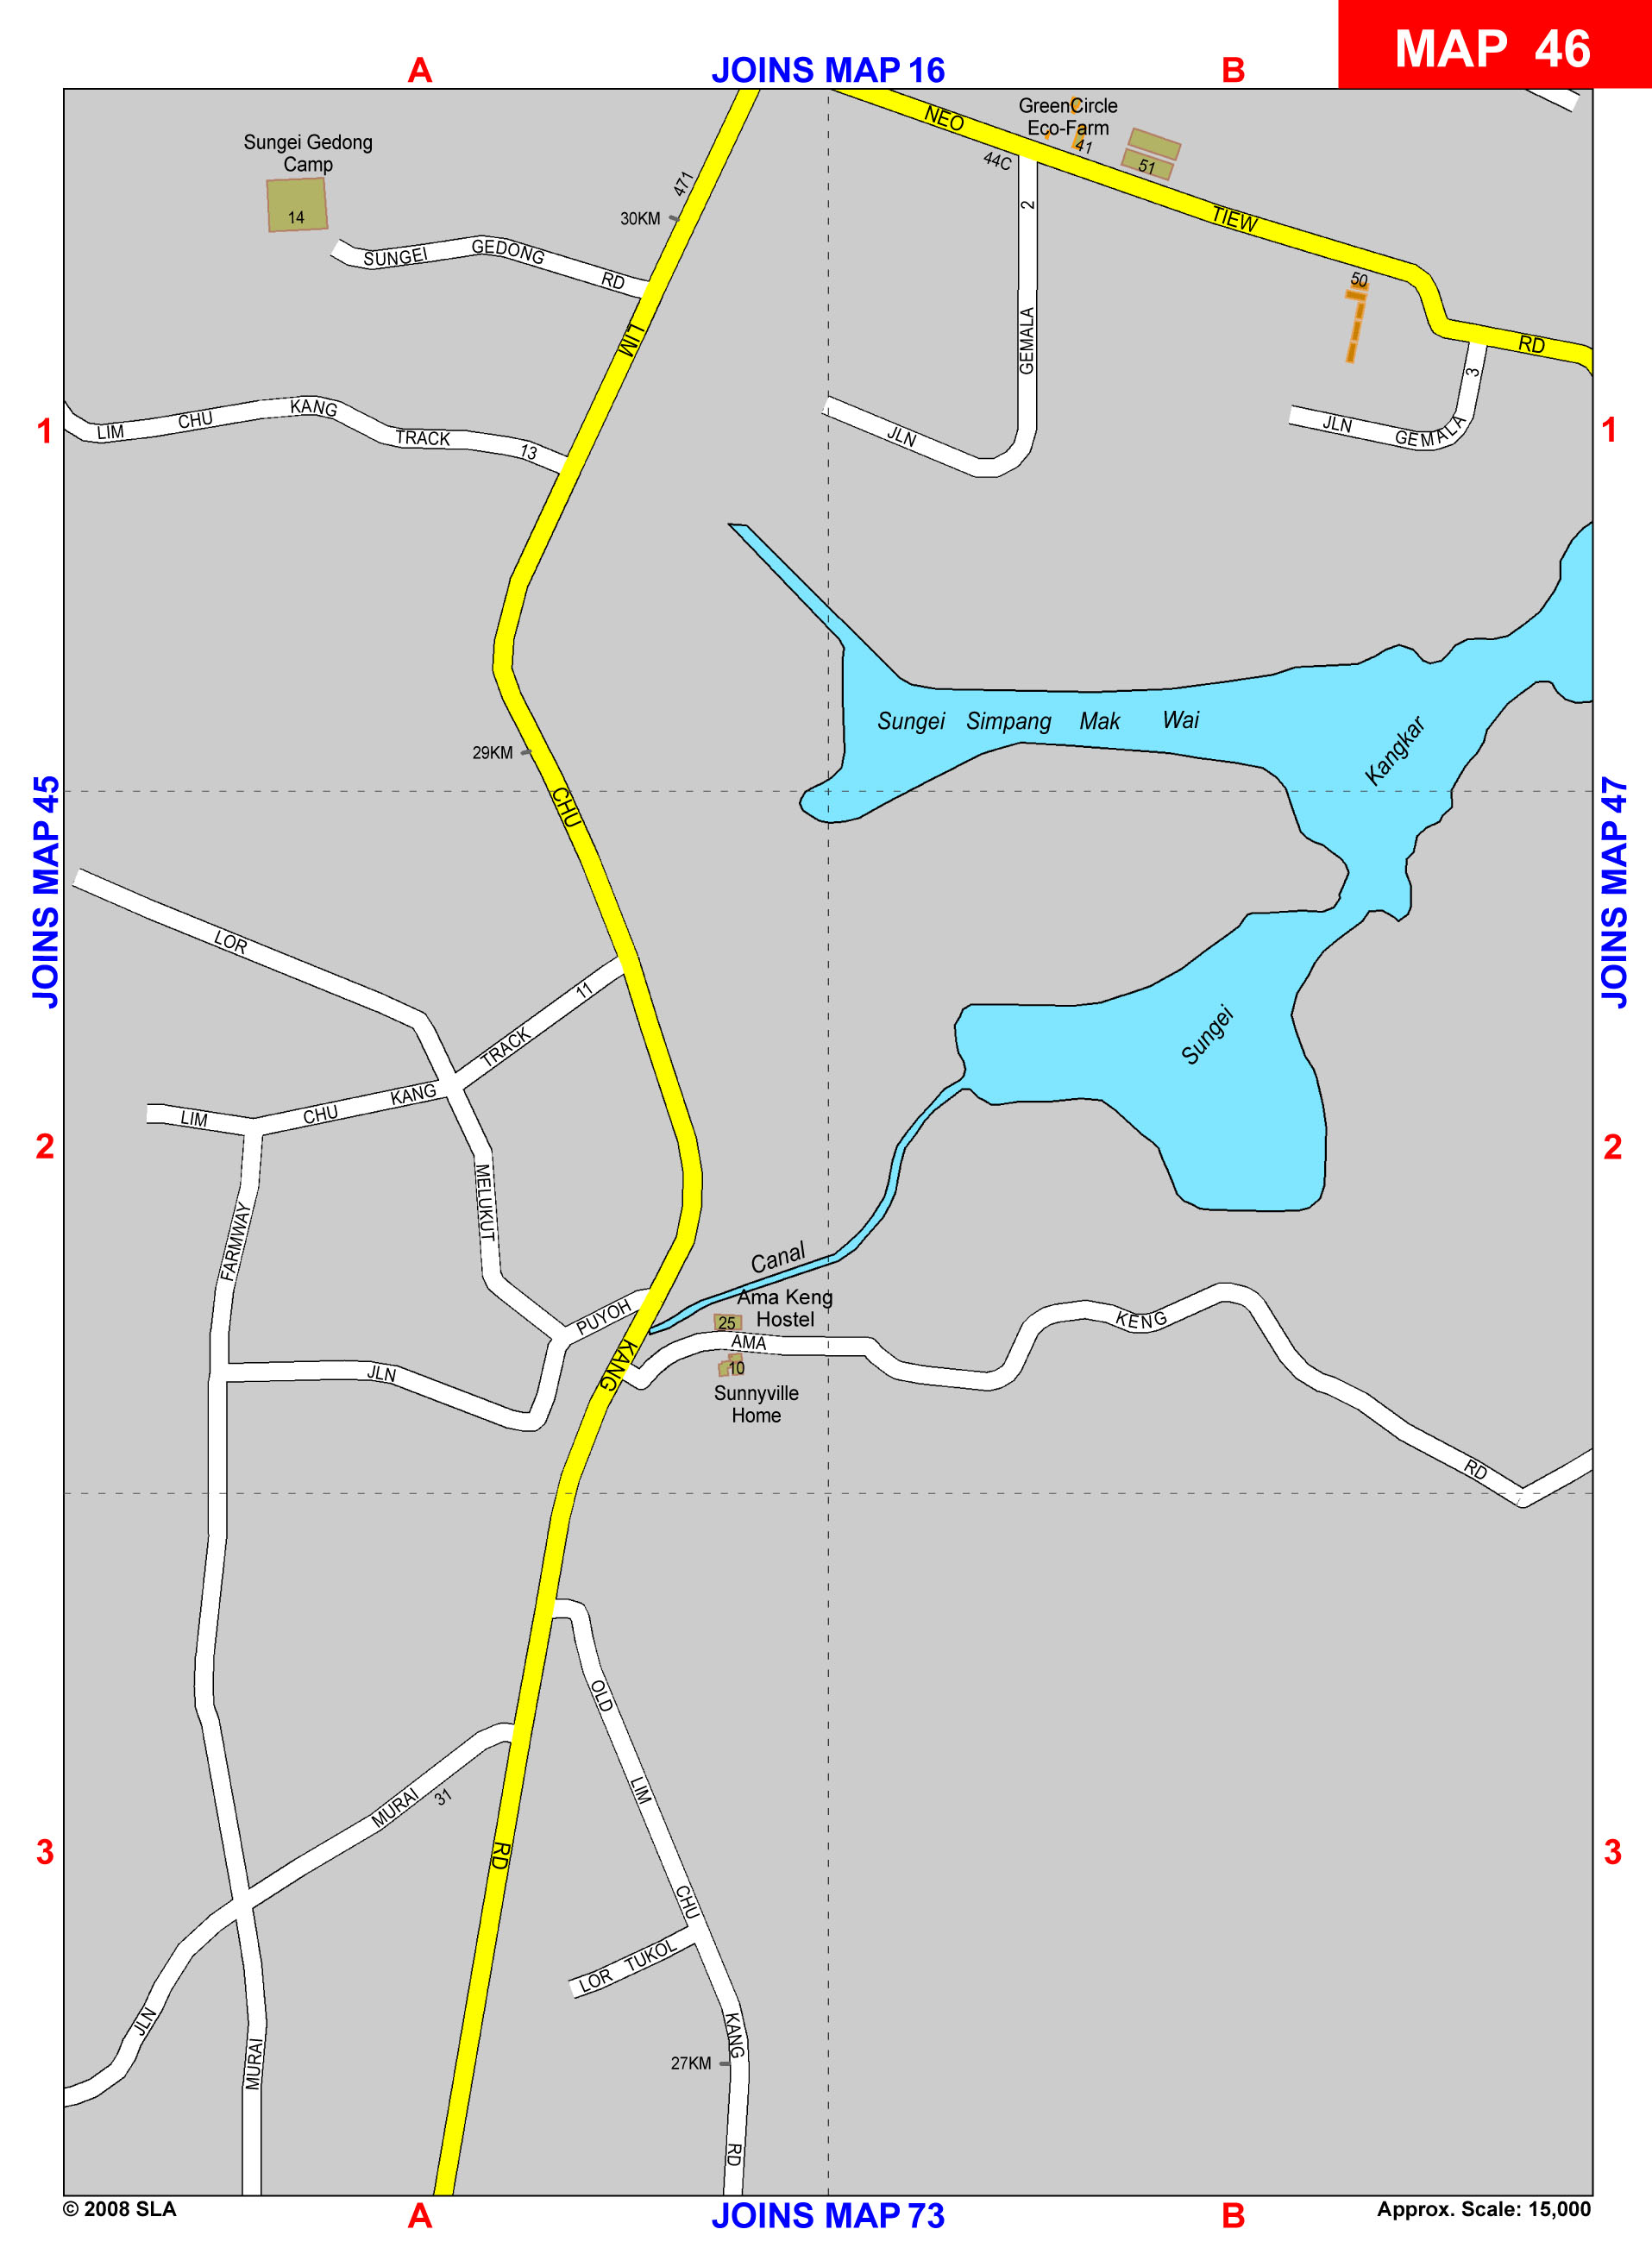 MAP 46
A
JOINS MAP 16
B
GreenCircle
Eco-Farm
NEO
41
44C
51
Sungei Gedong
Camp
14
471
30KM
2
TIEW
SUNGEI GEDONG RD
50
LIM
GEMALA
RD
3
LIM CHU KANG TRACK 13
JLN
JLN GEMALA
1
1
Sungei Simpang Mak Wai
Kangkar
29KM
CHU
JOINS MAP 45
JOINS MAP 47
LOR
11
TRACK
Sungei
LIM CHU KANG
2
2
MELUKUT
FARMWAY
Canal
Ama Keng
Hostel
PUYOH
25
KENG
AMA
KANG
JLN
10
Sunnyville
Home
RD
OLD
LIM
MURAI
31
RD
3
3
CHU
LOR TUKOL
JLN
KANG
MURAI
27KM
RD
© 2008 SLA
A
JOINS MAP 73
B
Approx. Scale: 15,000